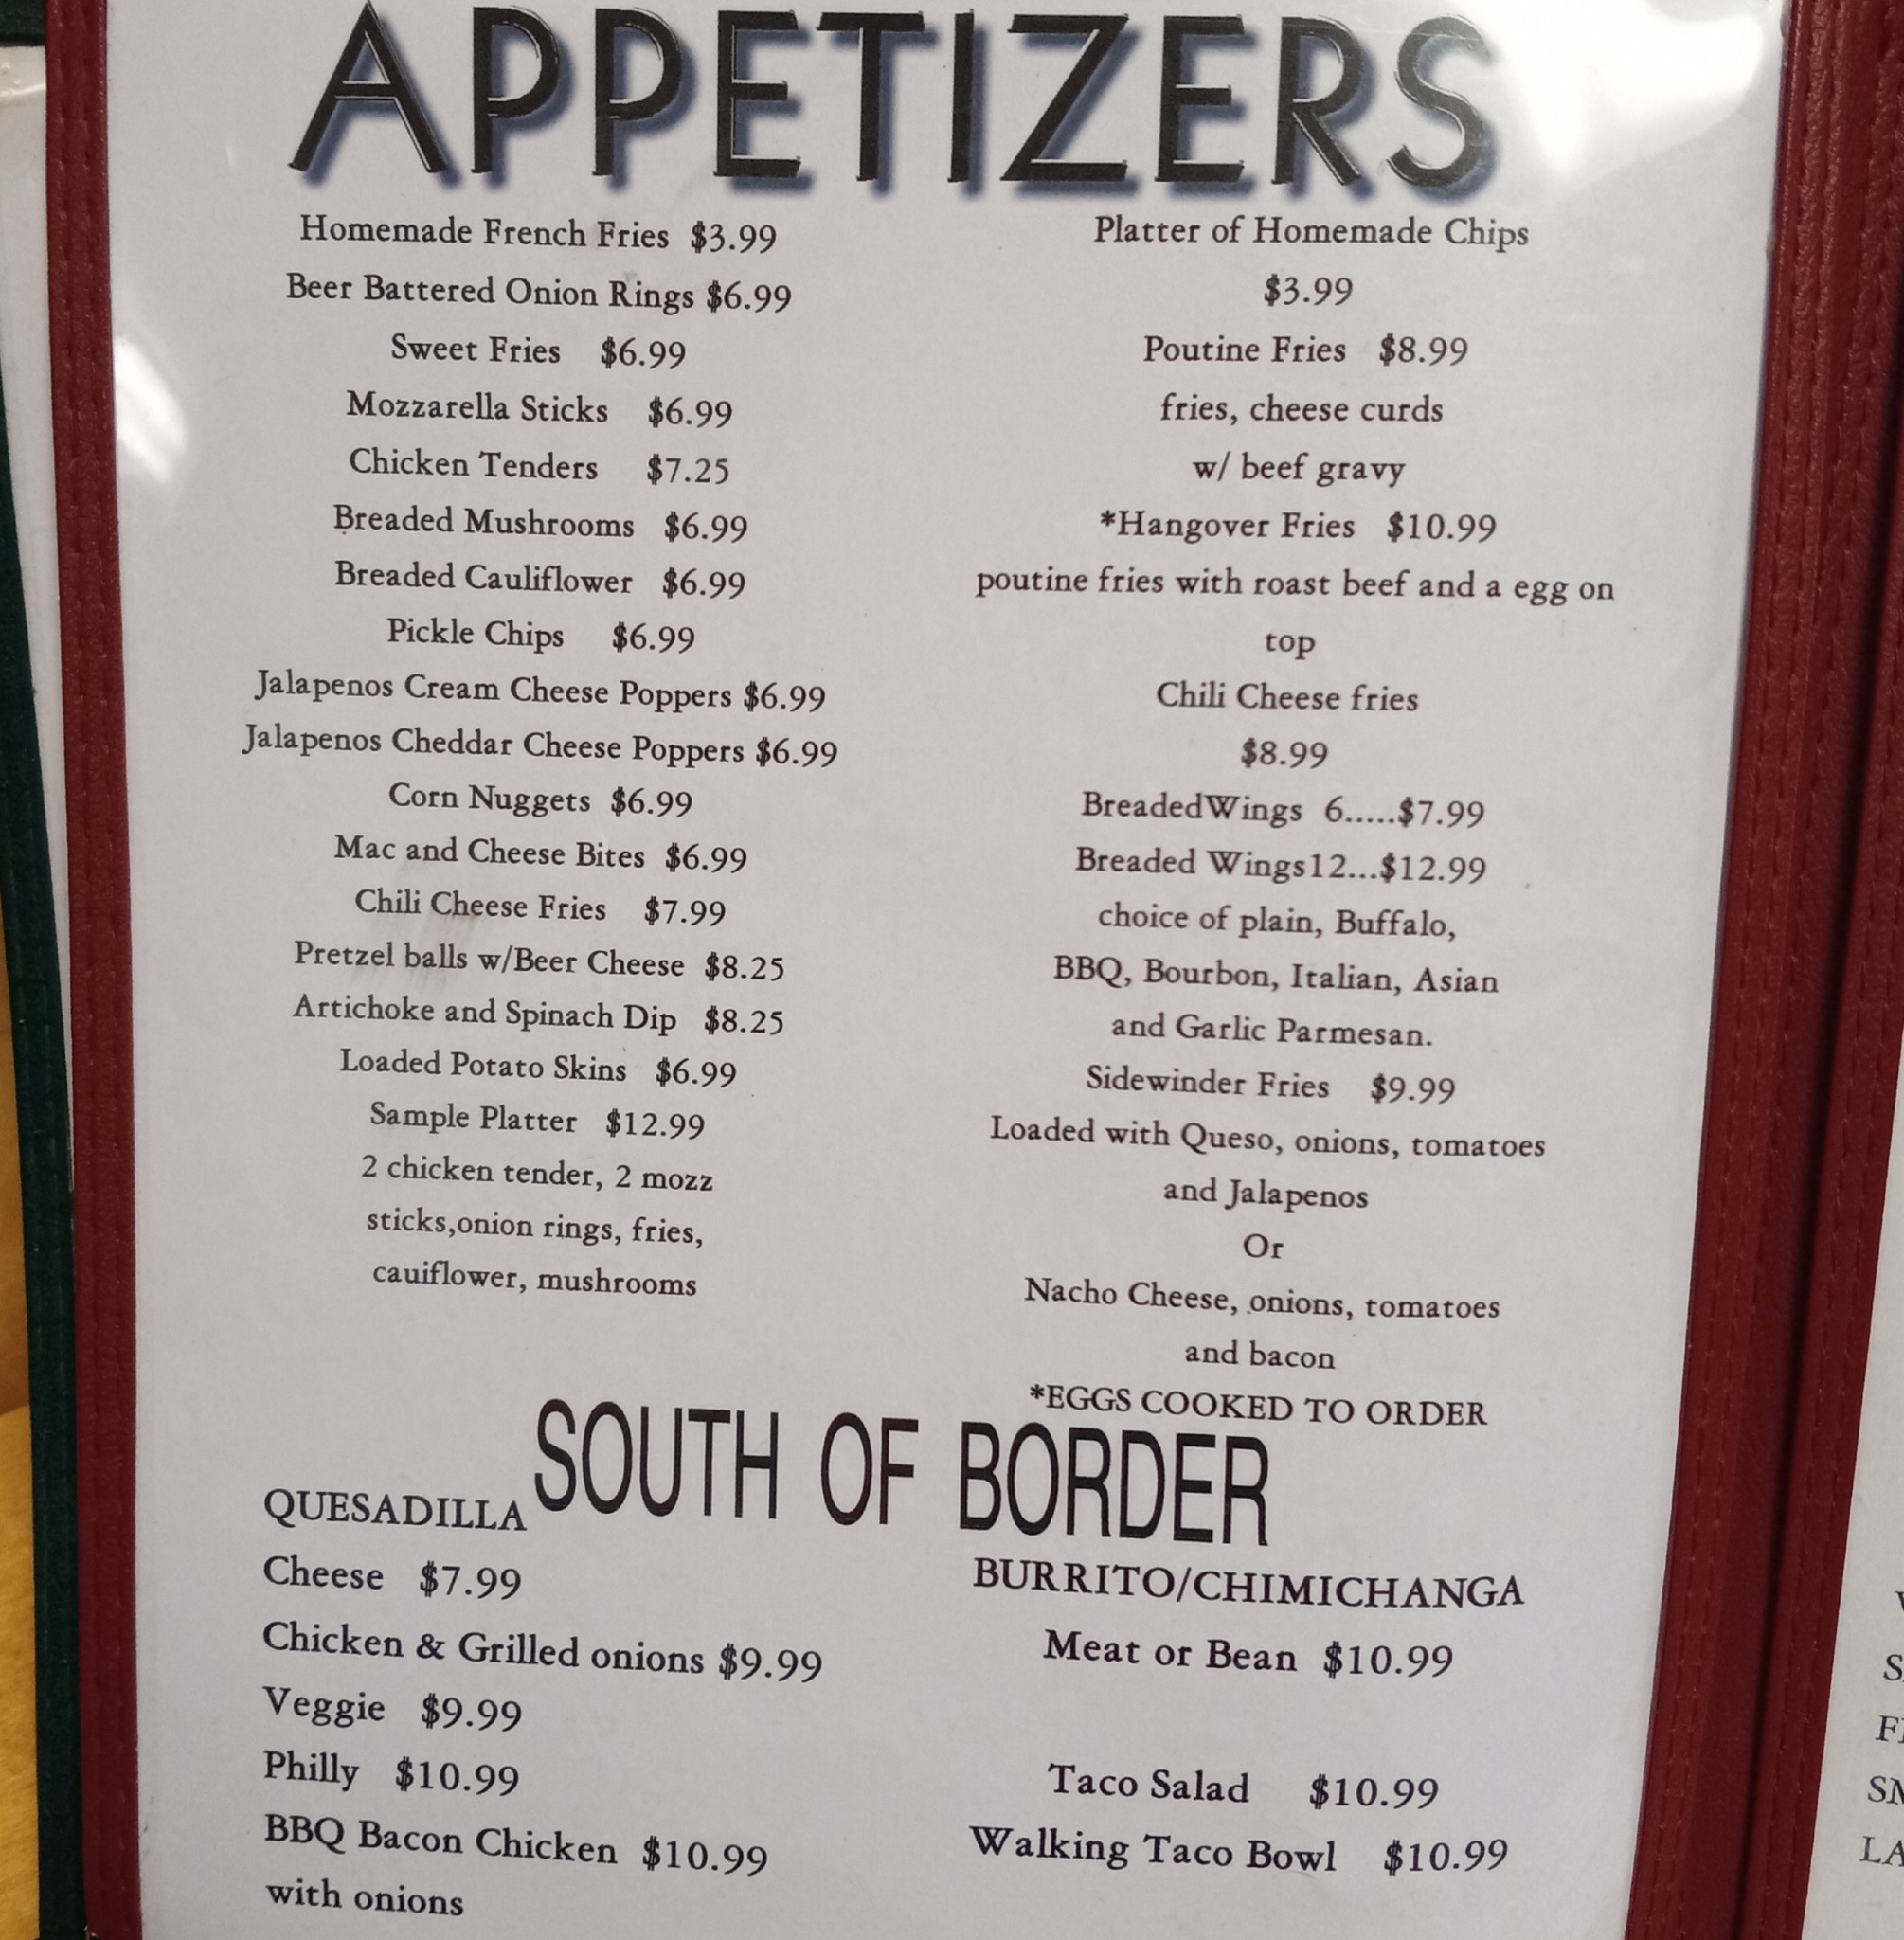 APPETIZERS
Homemade French Fries $3.99
Beer Battered Onion Rings $6.99
Sweet Fries $6.99
Mozzarella Sticks $6.99
Chicken Tenders $7.25
Breaded Mushrooms $6.99
Breaded Cauliflower $6.99
Pickle Chips $6.99
Jalapenos Cream Cheese Poppers $6.99
Jalapenos Cheddar Cheese Poppers $6.99
Corn Nuggets $6.99
Mac and Cheese Bites $6.99
Chili Cheese Fries $7.99
Pretzel balls w/Beer Cheese $8.25
Artichoke and Spinach Dip $8.25
Loaded Potato Skins $6.99
Sample Platter $12.99
2 chicken tender, 2 mozz
sticks,onion rings, fries,
cauiflower, mushrooms
Platter of Homemade Chips
$3.99
Poutine Fries $8.99
fries, cheese curds
w/ beef gravy
*Hangover Fries $10.99
poutine fries with roast beef and a egg on
top
Chili Cheese fries
$8.99
BreadedWings 6.....$7.99
Breaded Wings12...$12.99
choice of plain, Buffalo,
BBQ, Bourbon, Italian, Asian
and Garlic Parmesan.
Sidewinder Fries $9.99
Loaded with Queso, onions, tomatoes
and Jalapenos
Or
Nacho Cheese, onions, tomatoes
and bacon
*EGGS COOKED TO ORDER
SOUTH OF BORDER
QUESADILLA
Cheese $7.99
Chicken & Grilled onions $9.99
Veggie $9.99
Philly $10.99
BBQ Bacon Chicken $10.99
with onions
BURRITO/CHIMICHANGA
Meat or Bean $10.99
Taco Salad $10.99
Walking Taco Bowl $10.99